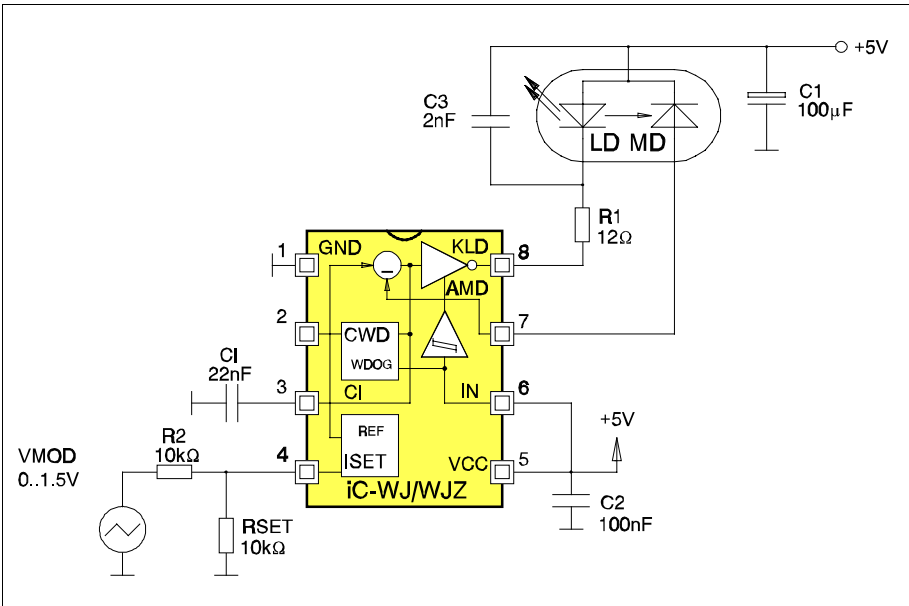 +5V
C3
2nF
C1
100µF
LD MD
R1
12Ω
1
GND
KLD
8
AMD
7
2
CWD
WDOG
CI
22nF
3
CI
IN
6
+5V
R2
10kΩ
4
REF
ISET
VCC
5
VMOD
0..1.5V
iC-WJ/WJZ
RSET
10kΩ
C2
100nF